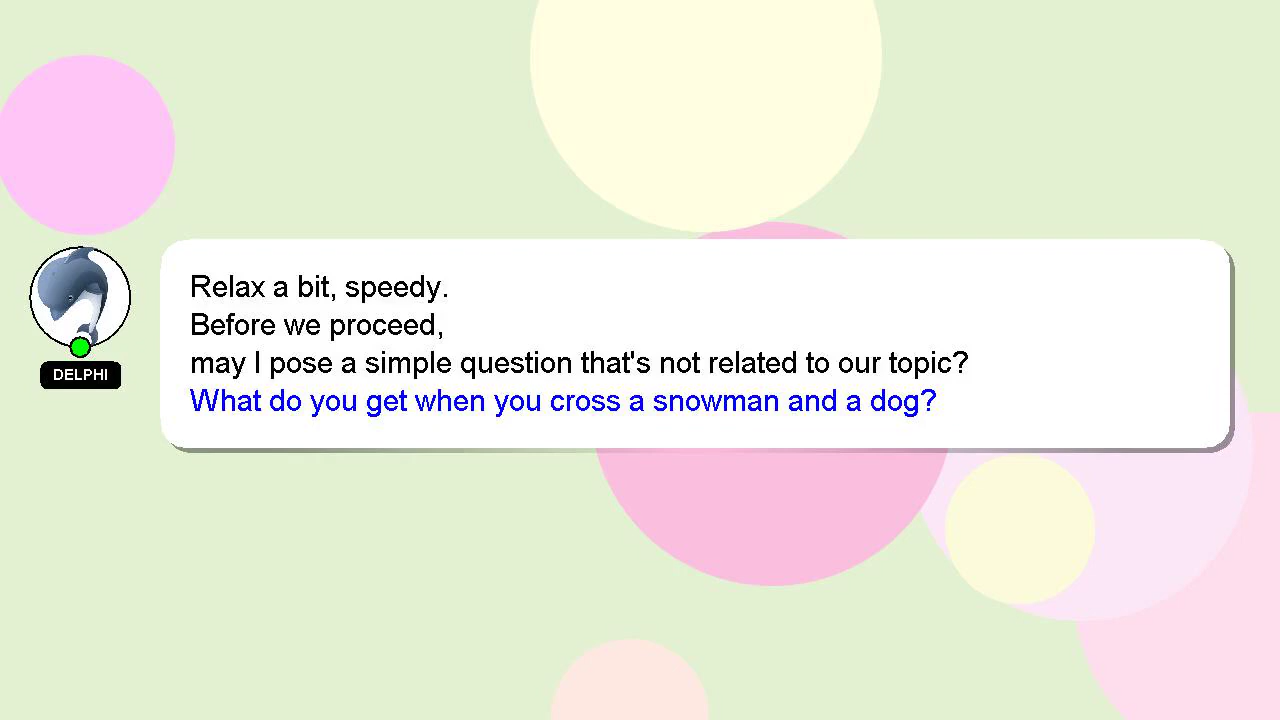 Relax a bit, speedy.
Before we proceed,
may I pose a simple question that's not related to our topic?
What do you get when you cross a snowman and a dog?
DELPHI